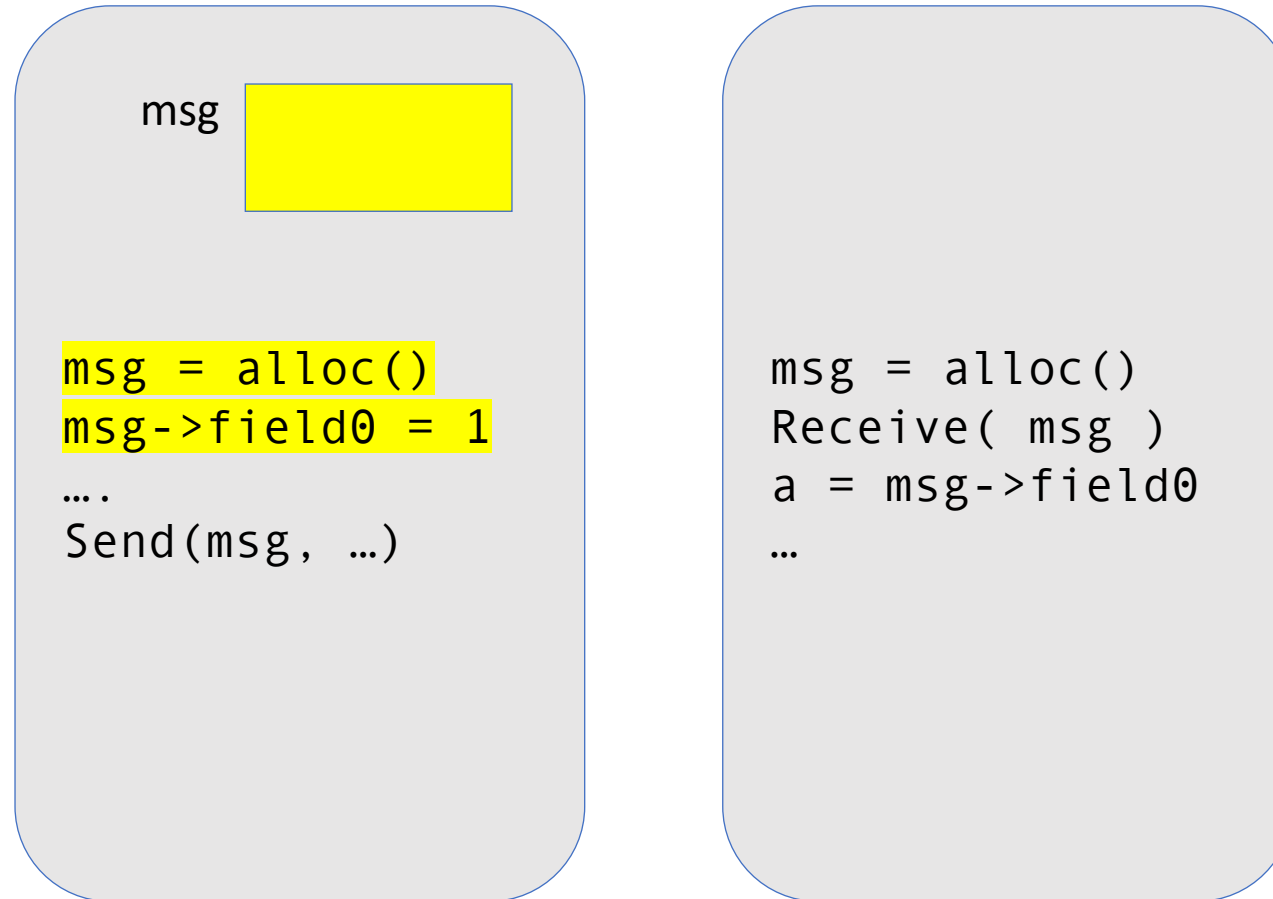 msg
msg = alloc()
msg->field0 = 1
….
Send(msg, …)
msg = alloc()
Receive( msg )
a = msg->field0
…